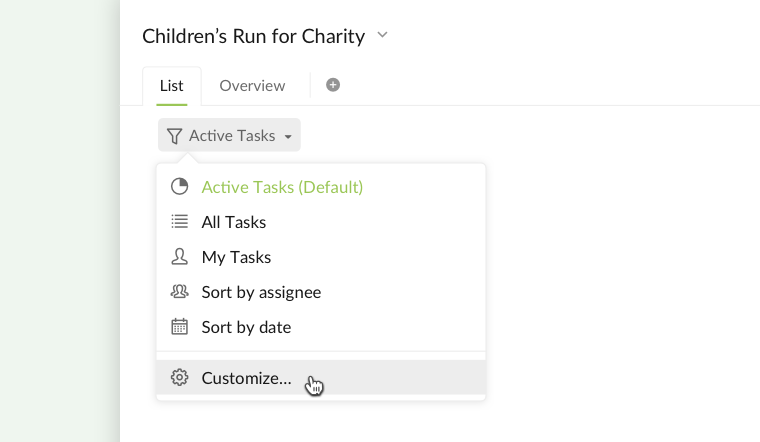 Children’s Run for Charity
List
Overview
Active Tasks
Active Tasks (Default)
All Tasks
My Tasks
Sort by assignee
Sort by date
Customize...